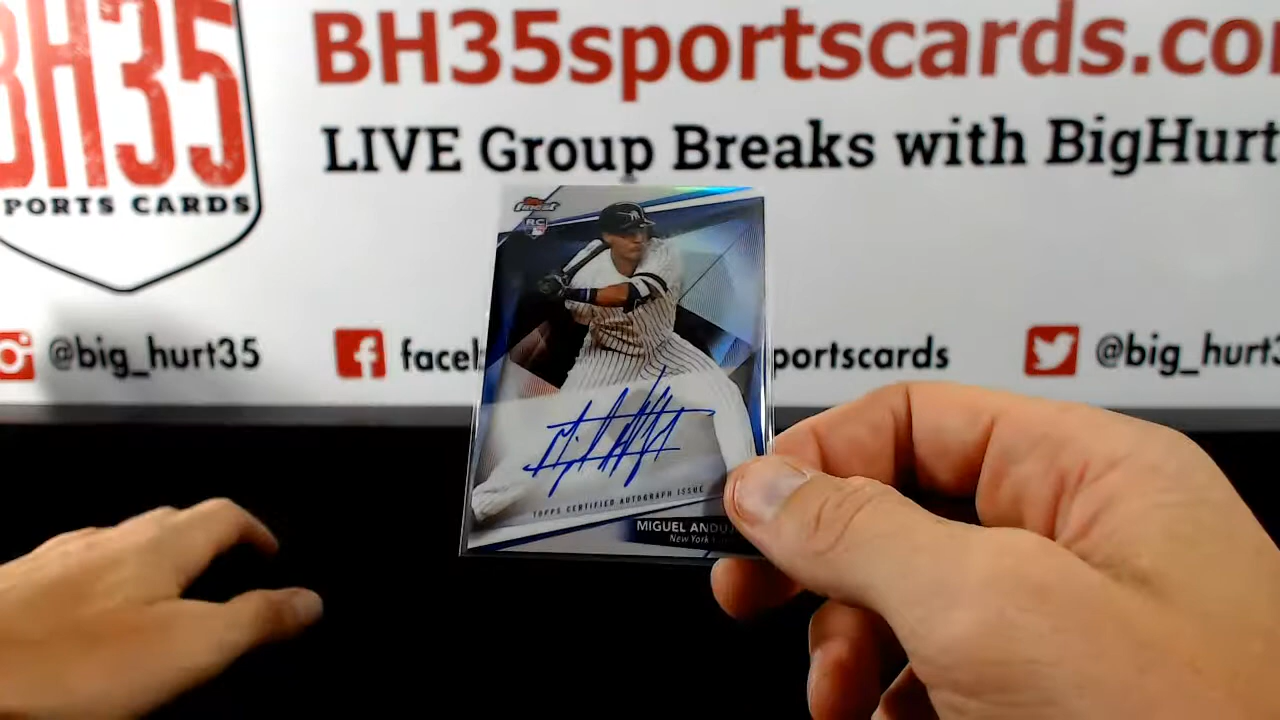 BH35
PORTS CARDS
BH35sportscards.co
LIVE Group Breaks with BigHurt
@big_hurt35
facel
portscards
@big_hurt3
Finest
RC
TOPPS CERTIFIED AUTOGRAPH ISSUE
MIGUEL ANDU
New York